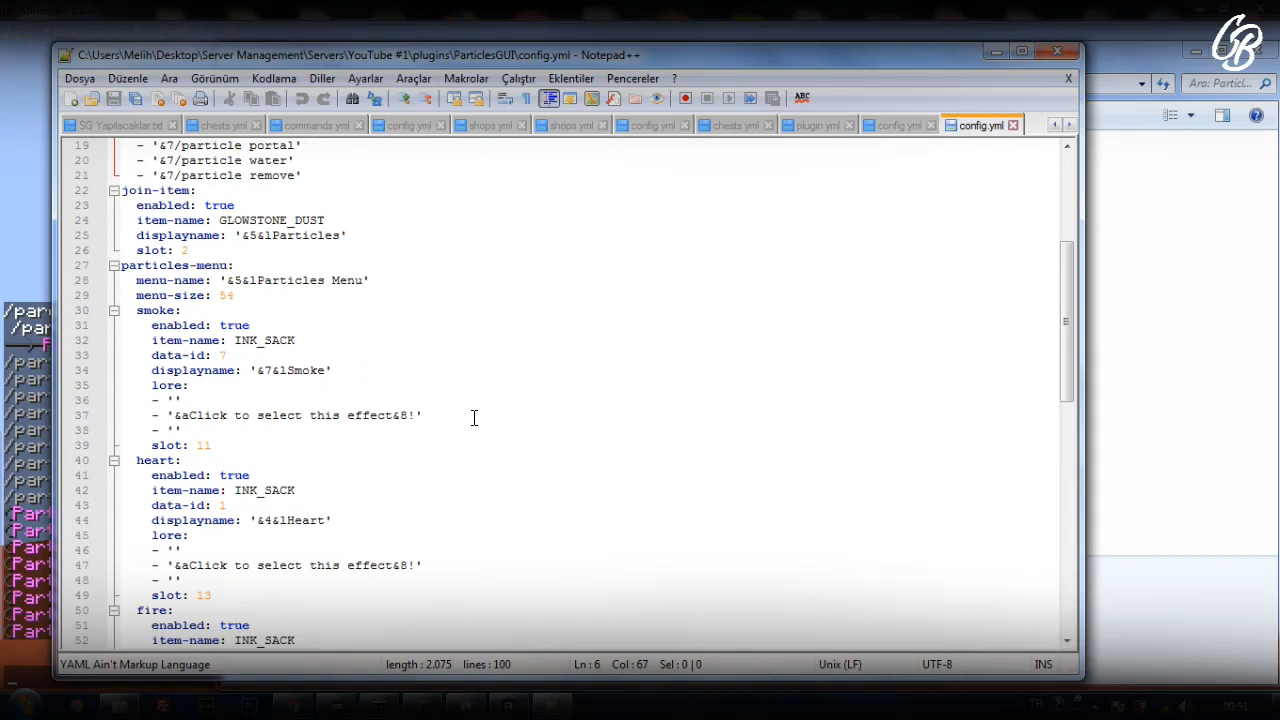 C:\Users\Melih\Desktop\Server Management\Servers\YouTube #1\plugins\ParticlesGUI\config.yml - Notepad++
Dosya Düzenle Ara Görünüm Kodlama Diller Ayarlar Araçlar Makrolar Çalıştır Eklentiler Pencereler ? X
Ara: Particl...
SG Yapılacaklar.txt chests.yml commands.yml config.yml shops.yml shops.yml config.yml chests.yml plugin.yml config.yml config.yml
19 - '&7/particle portal'
20 - '&7/particle water'
21 - '&7/particle remove'
22 join-item:
23 enabled: true
24 item-name: GLOWSTONE_DUST
25 displayname: '&5&lParticles'
26 slot: 2
27 particles-menu:
28 menu-name: '&5&lParticles Menu'
29 menu-size: 54
30 smoke:
31 enabled: true
32 item-name: INK_SACK
33 data-id: 7
34 displayname: '&7&lSmoke'
35 lore:
36 - ''
37 - '&aClick to select this effect&8!'
38 - ''
39 slot: 11
40 heart:
41 enabled: true
42 item-name: INK_SACK
43 data-id: 1
44 displayname: '&4&lHeart'
45 lore:
46 - ''
47 - '&aClick to select this effect&8!'
48 - ''
49 slot: 13
50 fire:
51 enabled: true
52 item-name: INK_SACK
YAML Ain't Markup Language length : 2.075 lines : 100 Ln : 6 Col : 67 Sel : 0 | 0 Unix (LF) UTF-8 INS
00:51